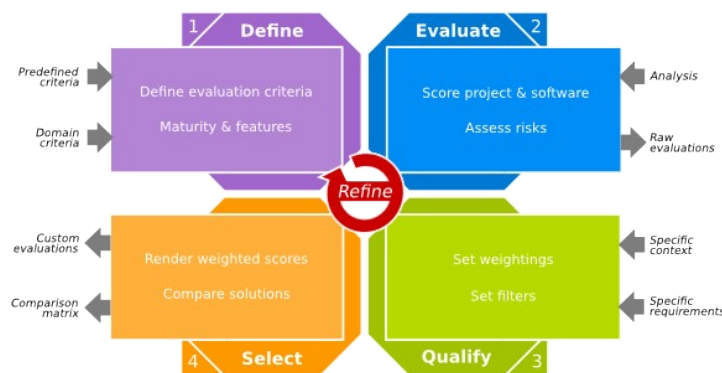 1
Define
Evaluate
2
Predefined
criteria
Define evaluation criteria
Maturity & features
Domain
criteria
Score project & software
Assess risks
Analysis
Raw
evaluations
Refine
Custom
evaluations
Render weighted scores
Compare solutions
Comparison
matrix
Set weightings
Set filters
Specific
context
Specific
requirements
4
Select
Qualify
3